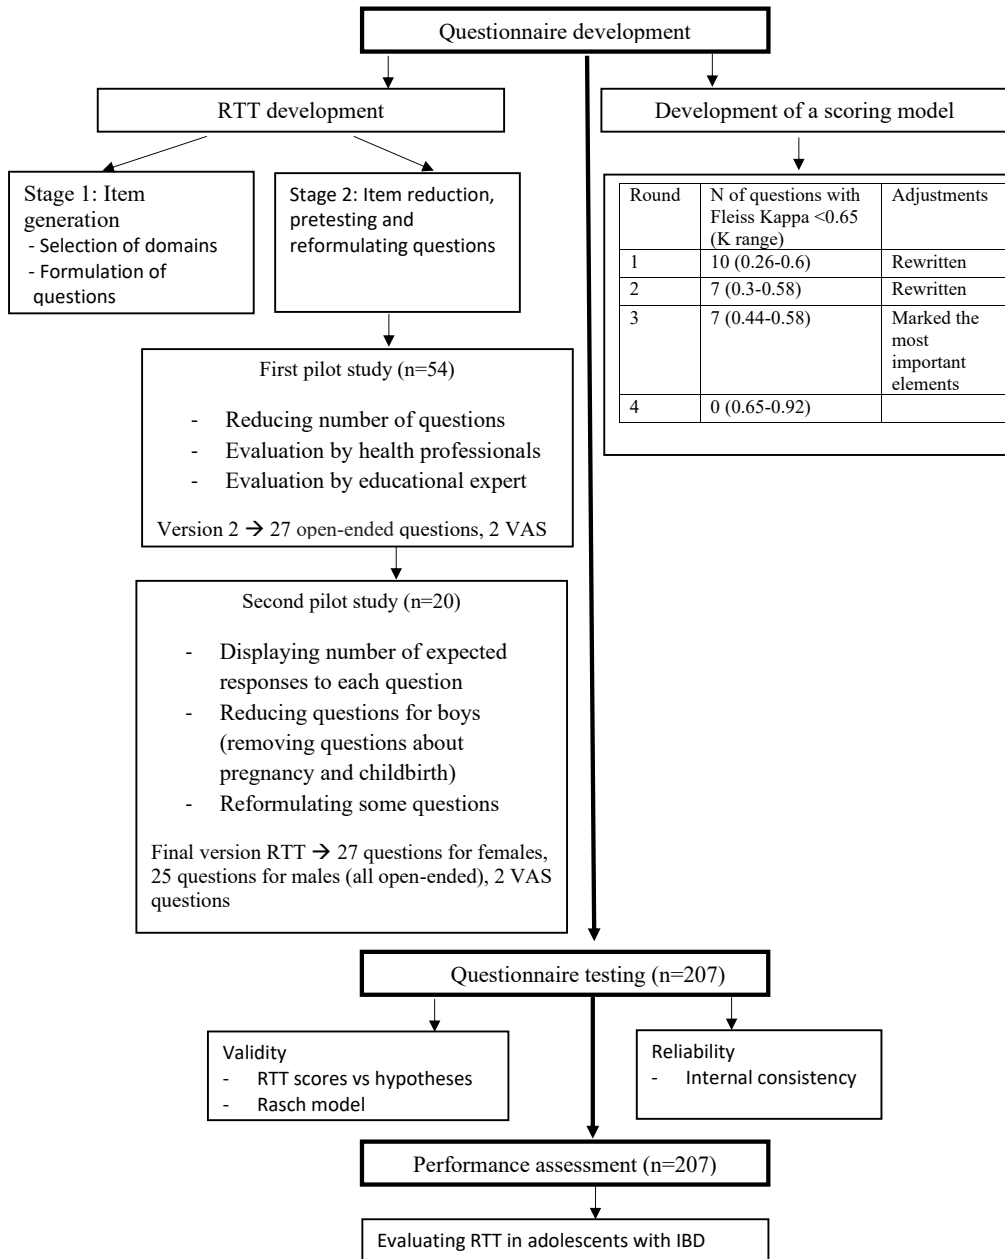 Questionnaire development
RTT development
Development of a scoring model
Stage 1: Item
generation
- Selection of domains
- Formulation of
questions
Stage 2: Item reduction,
pretesting and
reformulating questions
Round
N of questions with
Fleiss Kappa <0.65
(K range)
Adjustments
1
10 (0.26-0.6)
Rewritten
2
7 (0.3-0.58)
Rewritten
3
7 (0.44-0.58)
Marked the
most
important
elements
4
0 (0.65-0.92)
First pilot study (n=54)
- Reducing number of questions
- Evaluation by health professionals
- Evaluation by educational expert
Version 2 → 27 open-ended questions, 2 VAS
Second pilot study (n=20)
- Displaying number of expected
responses to each question
- Reducing questions for boys
(removing questions about
pregnancy and childbirth)
- Reformulating some questions
Final version RTT → 27 questions for females,
25 questions for males (all open-ended), 2 VAS
questions
Questionnaire testing (n=207)
Validity
- RTT scores vs hypotheses
- Rasch model
Reliability
- Internal consistency
Performance assessment (n=207)
Evaluating RTT in adolescents with IBD